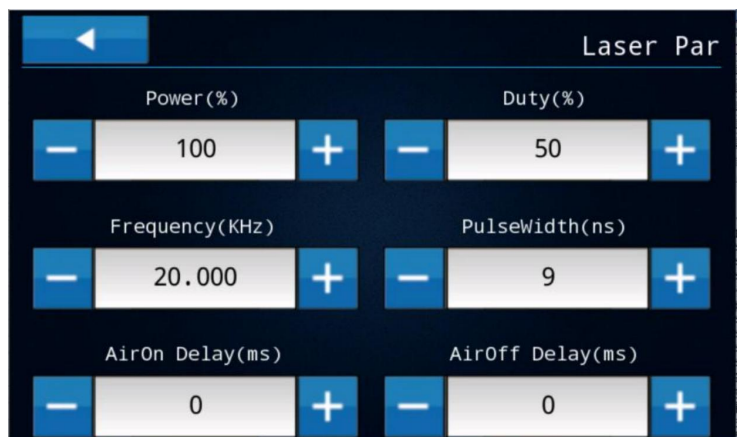 Laser Par
Power(%) Duty(%)
100 50
Frequency(KHz) PulseWidth(ns)
20.000 9
AirOn Delay(ms) AirOff Delay(ms)
0 0